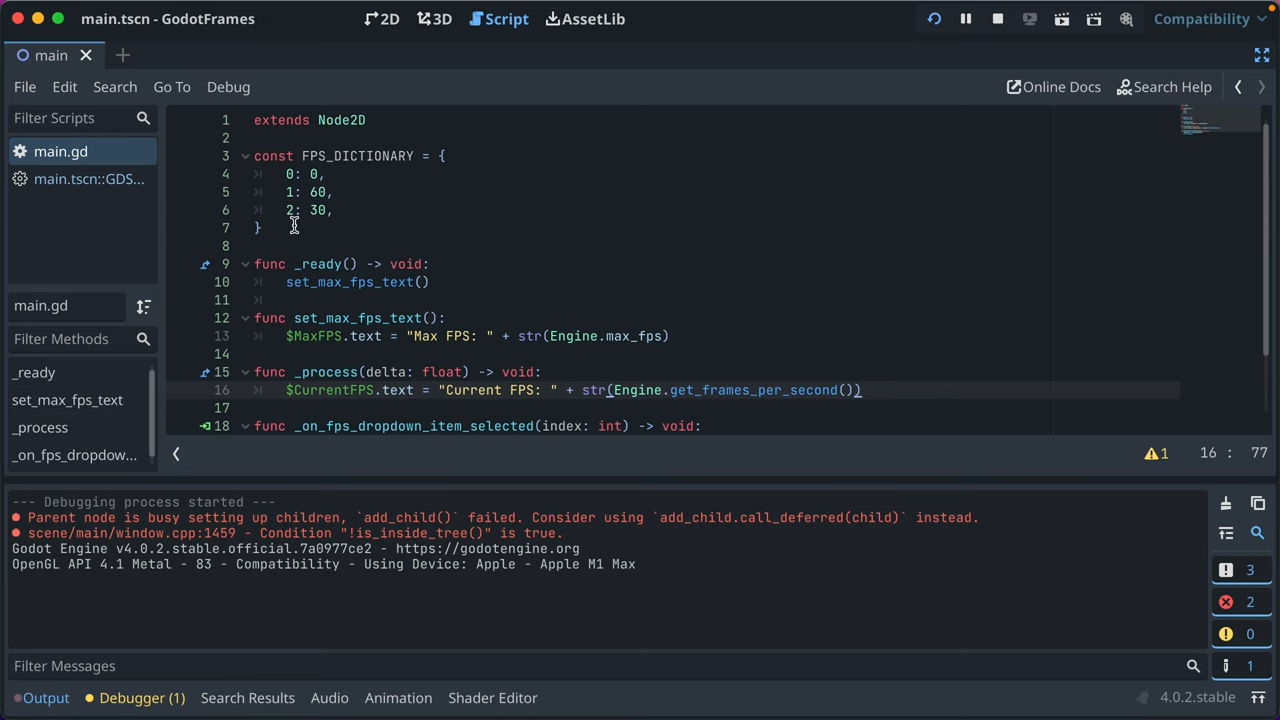 main.tscn - GodotFrames
2D
3D
Script
AssetLib
Compatibility
main
File
Edit
Search
Go To
Debug
Online Docs
Search Help
Filter Scripts
main.gd
main.tscn::GDS...
main.gd
Filter Methods
_ready
set_max_fps_text
_process
_on_fps_dropdow...
1 extends Node2D
2
3 const FPS_DICTIONARY = {
4 0: 0,
5 1: 60,
6 2: 30,
7 }
8
9 func _ready() -> void:
10 set_max_fps_text()
11
12 func set_max_fps_text():
13 $MaxFPS.text = "Max FPS: " + str(Engine.max_fps)
14
15 func _process(delta: float) -> void:
16 $CurrentFPS.text = "Current FPS: " + str(Engine.get_frames_per_second())
17
18 func _on_fps_dropdown_item_selected(index: int) -> void:
1
16 : 77
--- Debugging process started ---
Parent node is busy setting up children, `add_child()` failed. Consider using `add_child.call_deferred(child)` instead.
scene/main/window.cpp:1459 - Condition "!is_inside_tree()" is true.
Godot Engine v4.0.2.stable.official.7a0977ce2 - https://godotengine.org
OpenGL API 4.1 Metal - 83 - Compatibility - Using Device: Apple - Apple M1 Max
3
2
0
1
Filter Messages
Output
Debugger (1)
Search Results
Audio
Animation
Shader Editor
4.0.2.stable